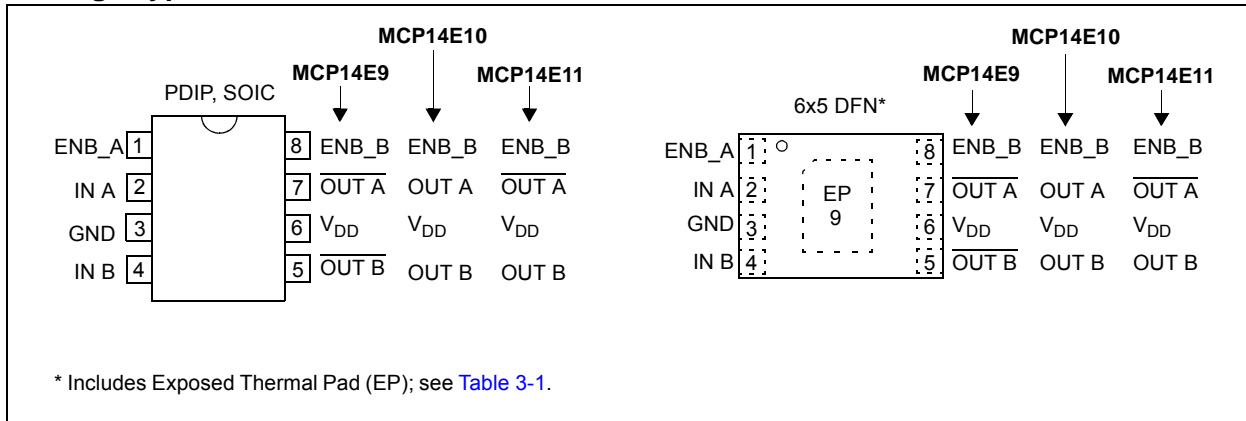 MCP14E10
MCP14E9 MCP14E11
PDIP, SOIC
ENB_A 1 8 ENB_B ENB_B ENB_B
IN A 2 7 OUT A OUT A OUT A
GND 3 6 VDD VDD VDD
IN B 4 5 OUT B OUT B OUT B
MCP14E10
MCP14E9 MCP14E11
6x5 DFN*
ENB_A 1 8 ENB_B ENB_B ENB_B
IN A 2 EP 7 OUT A OUT A OUT A
GND 3 9 6 VDD VDD VDD
IN B 4 5 OUT B OUT B OUT B
* Includes Exposed Thermal Pad (EP); see Table 3-1.